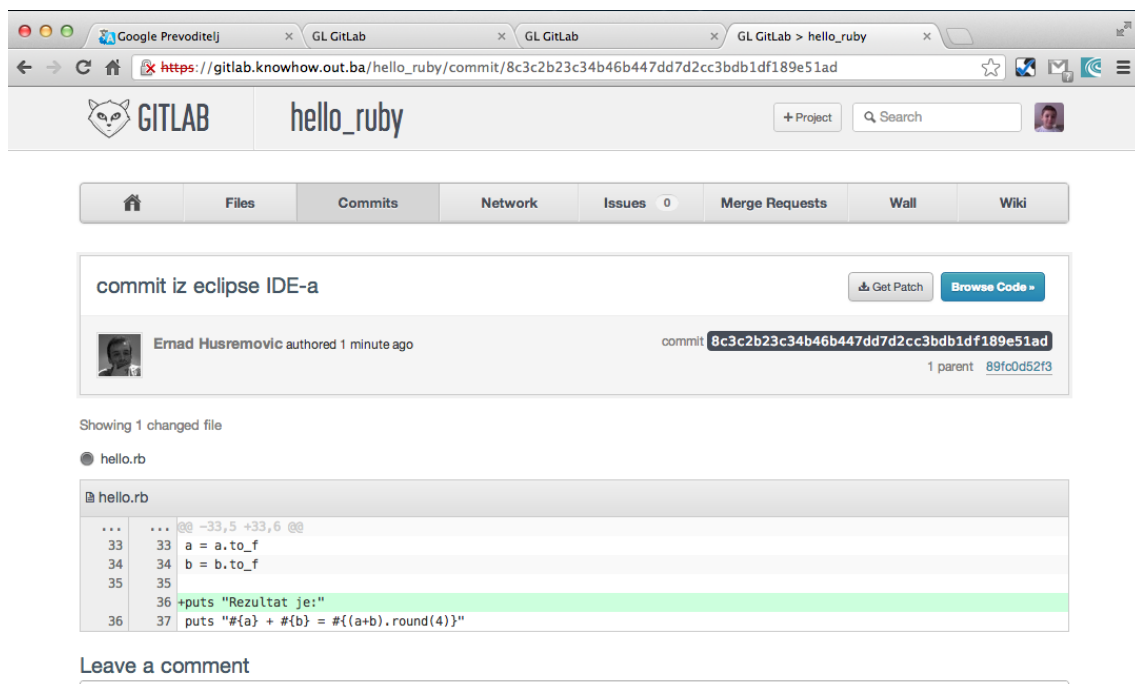 Google Prevoditelj
GL GitLab
GL GitLab
GL GitLab > hello_ruby
https://gitlab.knowhow.out.ba/hello_ruby/commit/8c3c2b23c34b46b447dd7d2cc3bdb1df189e51ad
GITLAB
hello_ruby
+ Project
Search
Files
Commits
Network
Issues 0
Merge Requests
Wall
Wiki
commit iz eclipse IDE-a
Get Patch
Browse Code »
Ernad Husremovic authored 1 minute ago
commit 8c3c2b23c34b46b447dd7d2cc3bdb1df189e51ad
1 parent 89fc0d52f3
Showing 1 changed file
hello.rb
hello.rb
... ... @@ -33,5 +33,6 @@
33 33 a = a.to_f
34 34 b = b.to_f
35 35
36 +puts "Rezultat je:"
36 37 puts "#{a} + #{b} = #{(a+b).round(4)}"
Leave a comment